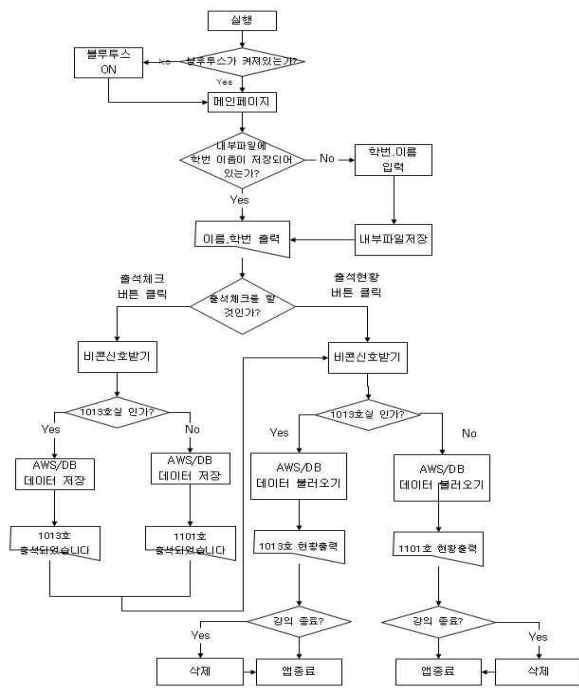 실행
블루투스
ON
No
블루투스가 켜져있는가?
Yes
메인페이지
내부파일에
학번 이름이 저장되어
있는가?
No
학번,이름
입력
Yes
이름,학번 출력
내부파일저장
출석체크
버튼 클릭
출석현황
버튼 클릭
출석체크를 할
것인가?
비콘신호받기
비콘신호받기
1013호실 인가?
1013호실 인가?
Yes
No
Yes
No
AWS/DB
데이터 저장
AWS/DB
데이터 저장
AWS/DB
데이터 불러오기
AWS/DB
데이터 불러오기
1013호
출석되었습니다
1101호
출석되었습니다
1013호 현황출력
1101호 현황출력
강의 종료?
강의 종료?
Yes
Yes
삭제
앱종료
앱종료
삭제